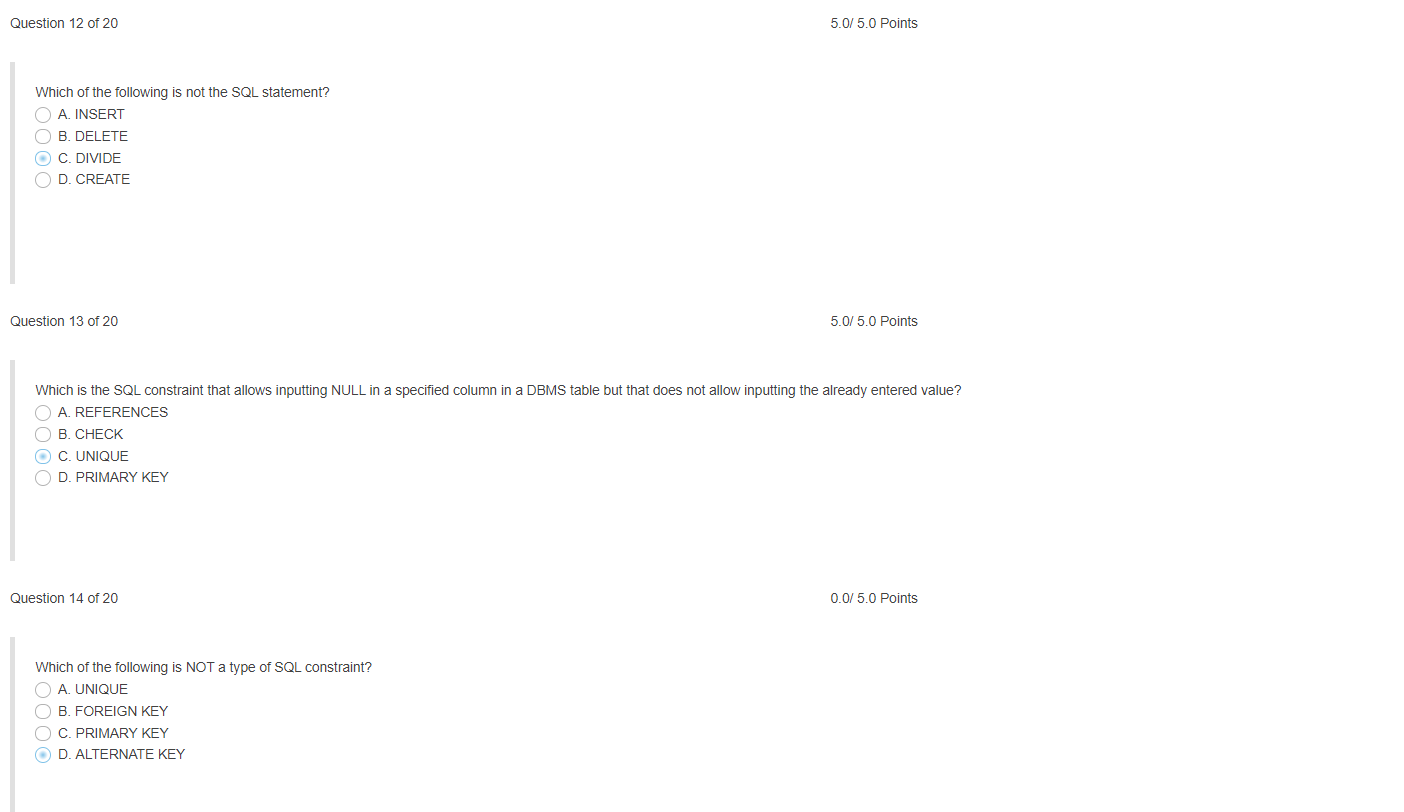 Question 12 of 20 5.0/ 5.0 Points
Which of the following is not the SQL statement?
A. INSERT
B. DELETE
C. DIVIDE
D. CREATE
Question 13 of 20 5.0/ 5.0 Points
Which is the SQL constraint that allows inputting NULL in a specified column in a DBMS table but that does not allow inputting the already entered value?
A. REFERENCES
B. CHECK
C. UNIQUE
D. PRIMARY KEY
Question 14 of 20 0.0/ 5.0 Points
Which of the following is NOT a type of SQL constraint?
A. UNIQUE
B. FOREIGN KEY
C. PRIMARY KEY
D. ALTERNATE KEY